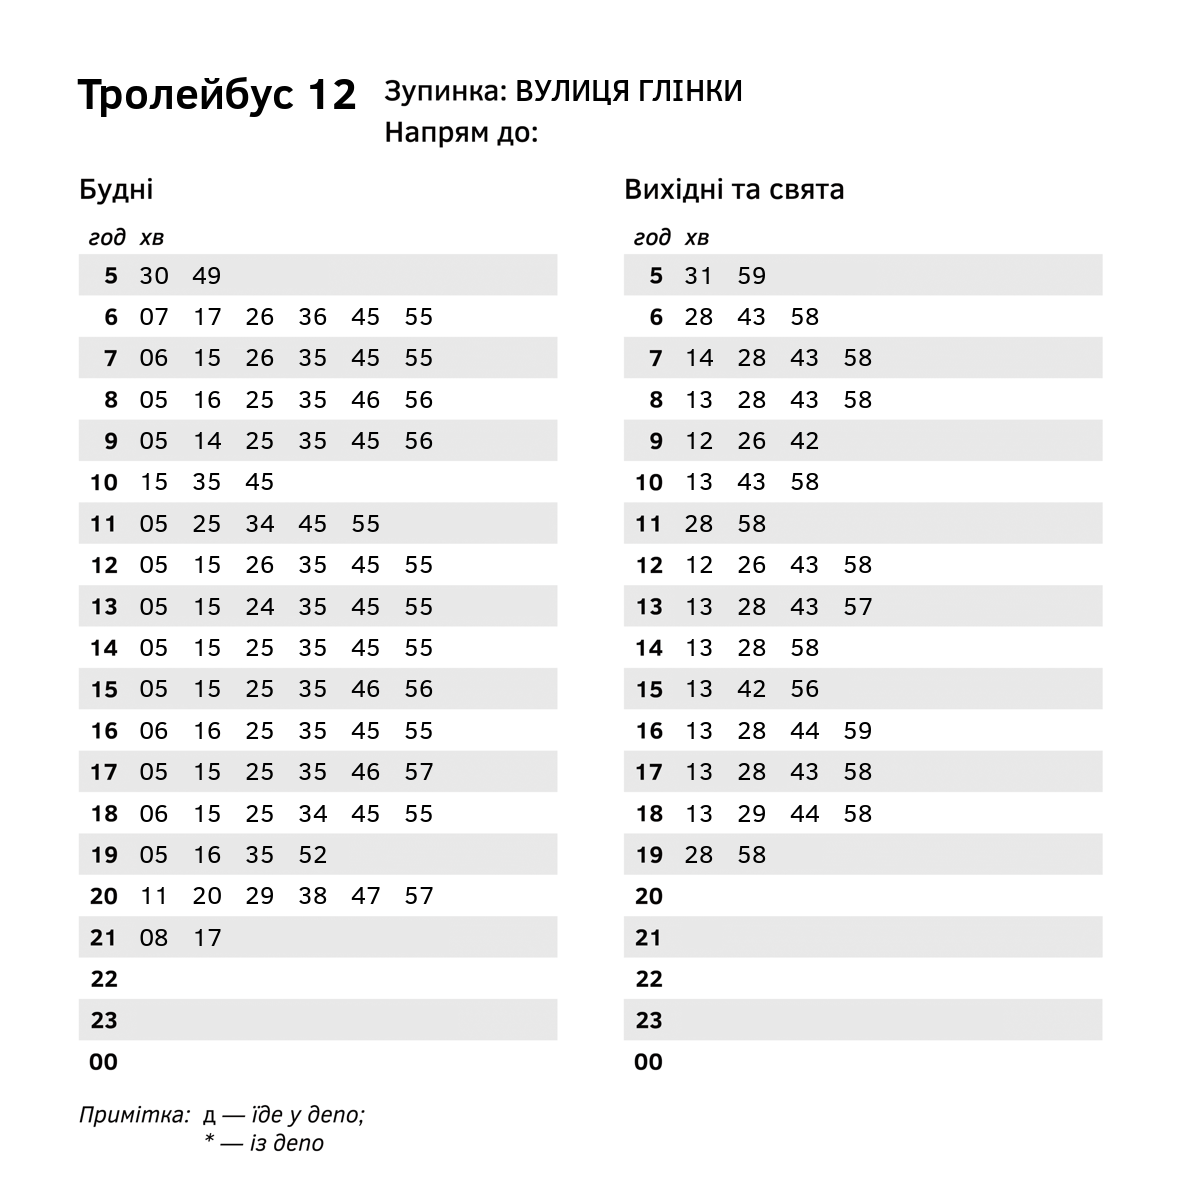 Тролейбус 12
Зупинка: ВУЛИЦЯ ГЛІНКИ
Напрям до:
Будні
год хв
5 30 49
6 07 17 26 36 45 55
7 06 15 26 35 45 55
8 05 16 25 35 46 56
9 05 14 25 35 45 56
10 15 35 45
11 05 25 34 45 55
12 05 15 26 35 45 55
13 05 15 24 35 45 55
14 05 15 25 35 45 55
15 05 15 25 35 46 56
16 06 16 25 35 45 55
17 05 15 25 35 46 57
18 06 15 25 34 45 55
19 05 16 35 52
20 11 20 29 38 47 57
21 08 17
22
23
00
Вихідні та свята
год хв
5 31 59
6 28 43 58
7 14 28 43 58
8 13 28 43 58
9 12 26 42
10 13 43 58
11 28 58
12 12 26 43 58
13 13 28 43 57
14 13 28 58
15 13 42 56
16 13 28 44 59
17 13 28 43 58
18 13 29 44 58
19 28 58
20
21
22
23
00
Примітка: д — їде у депо;
* — із депо